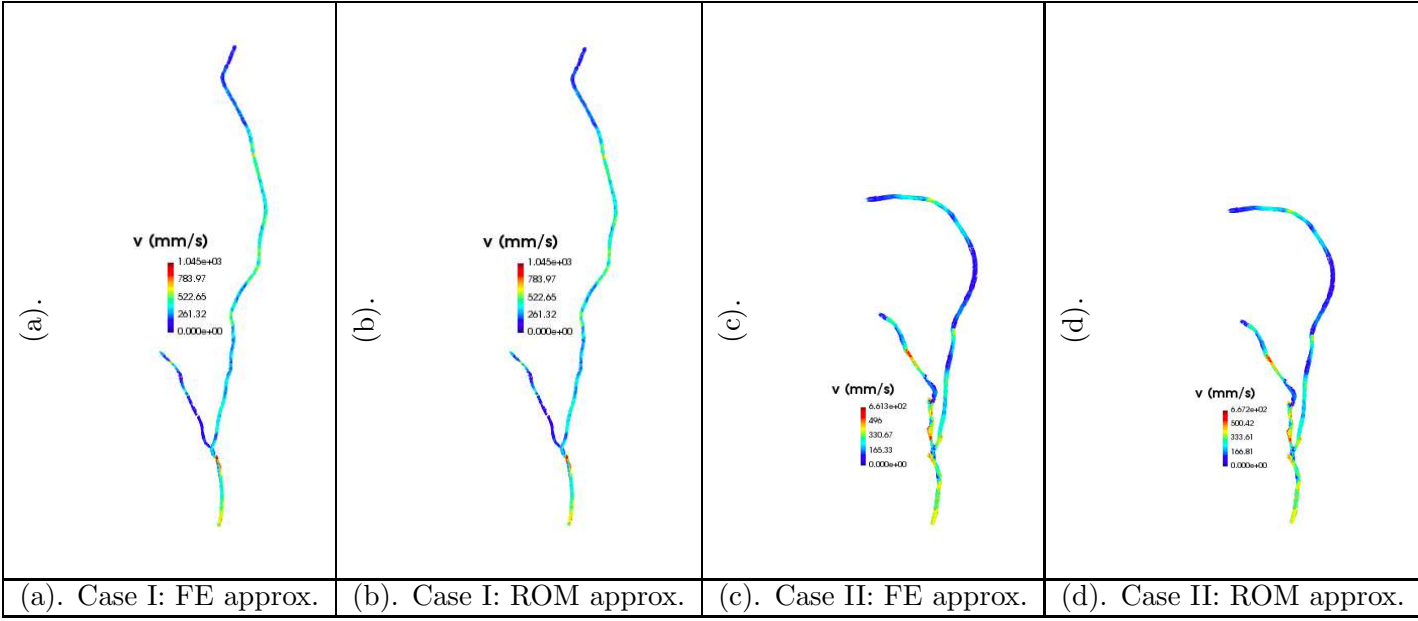 (a).
v (mm/s)
1.045e+03
783.97
522.65
261.32
0.000e+00
(b).
v (mm/s)
1.045e+03
783.97
522.65
261.32
0.000e+00
(c).
v (mm/s)
6.613e+02
496
330.67
165.33
0.000e+00
(d).
v (mm/s)
6.672e+02
500.42
333.61
166.81
0.000e+00
(a). Case I: FE approx.
(b). Case I: ROM approx.
(c). Case II: FE approx.
(d). Case II: ROM approx.